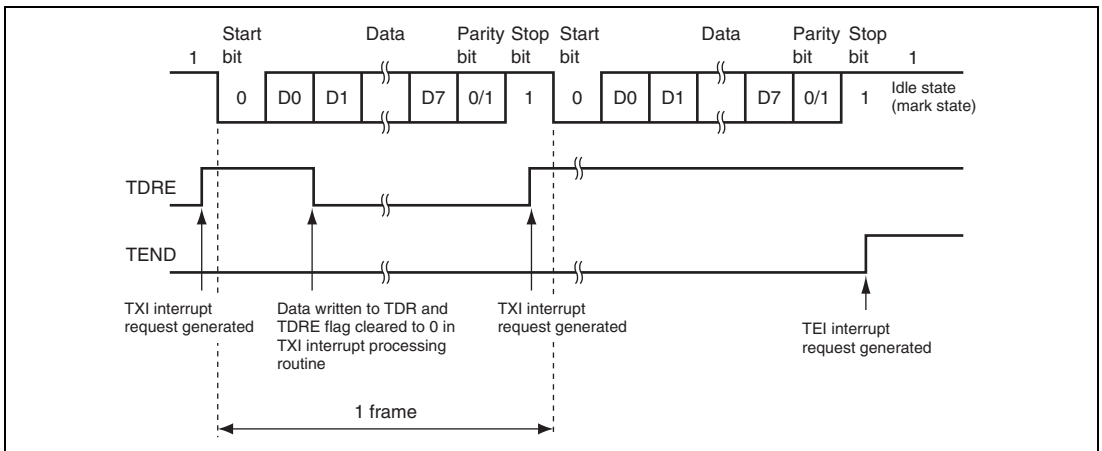 Start Data Parity Stop Start Data Parity Stop
1 bit bit bit bit bit bit 1
0 D0 D1 D7 0/1 1 0 D0 D1 D7 0/1 1 Idle state
(mark state)
TDRE
TEND
TXI interrupt
request generated
Data written to TDR and
TDRE flag cleared to 0 in
TXI interrupt processing
routine
TXI interrupt
request generated
TEI interrupt
request generated
1 frame